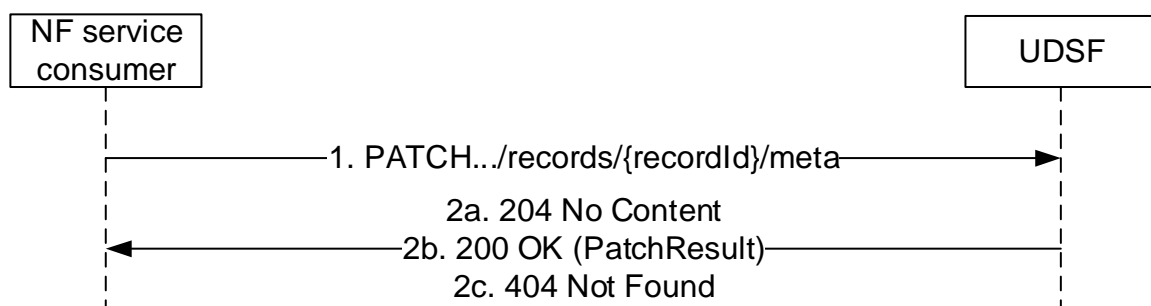 NF service
consumer
UDSF
1. PATCH.../records/{recordId}/meta
2a. 204 No Content
2b. 200 OK (PatchResult)
2c. 404 Not Found